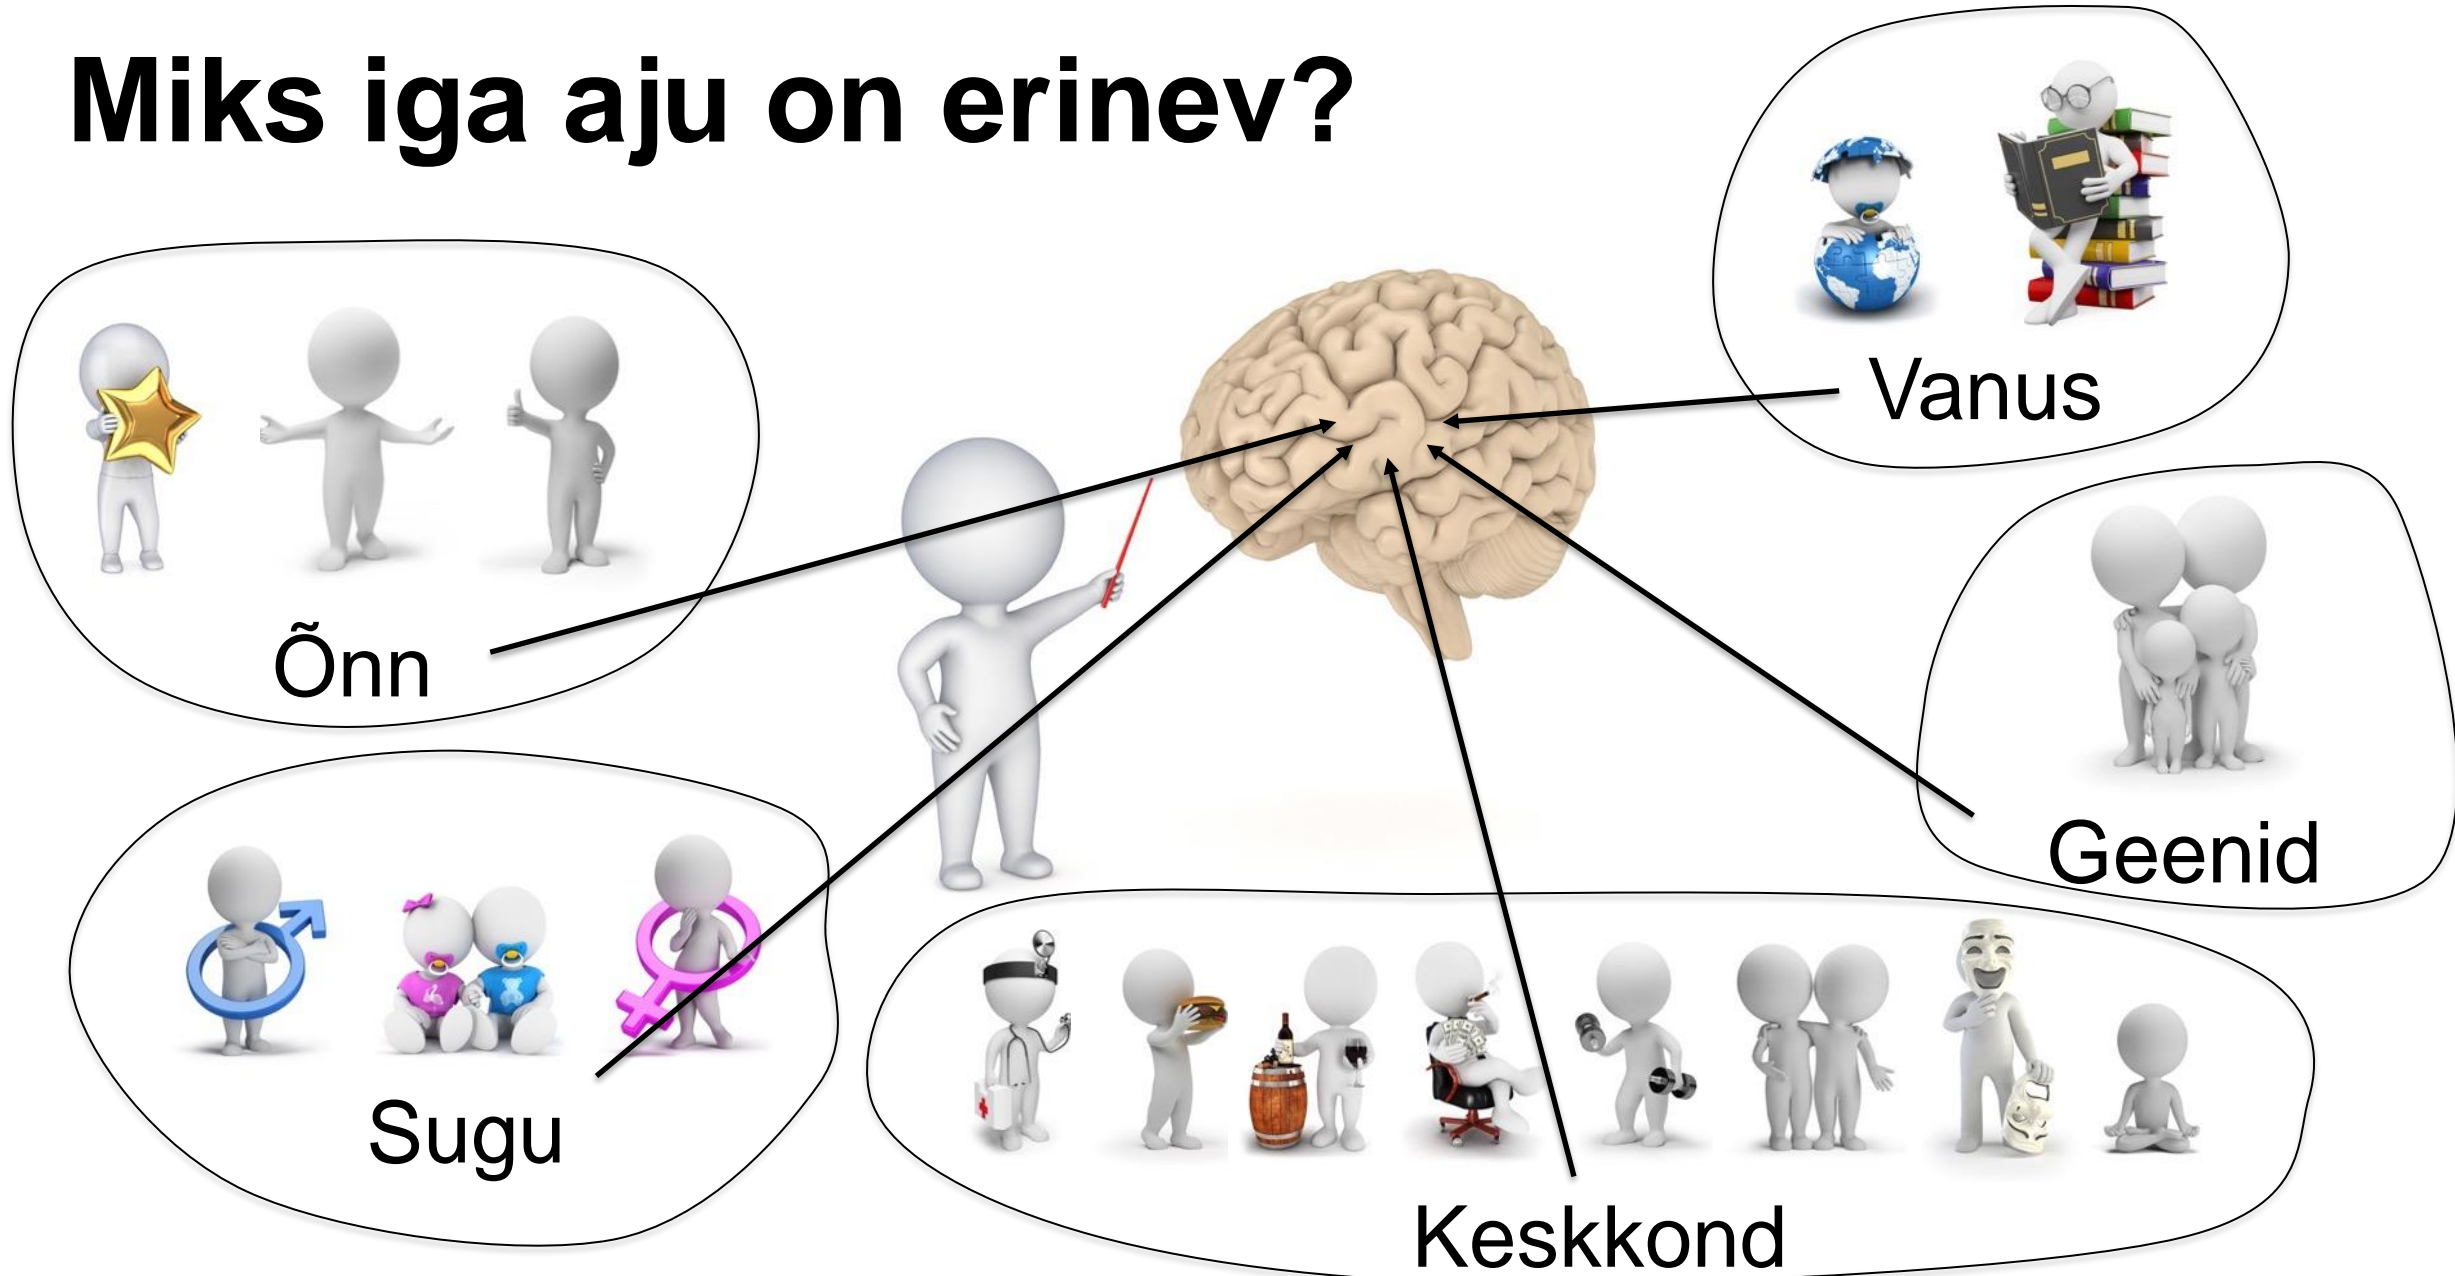 Miks iga aju on erinev?
Vanus
Õnn
Geenid
Sugu
Keskkond